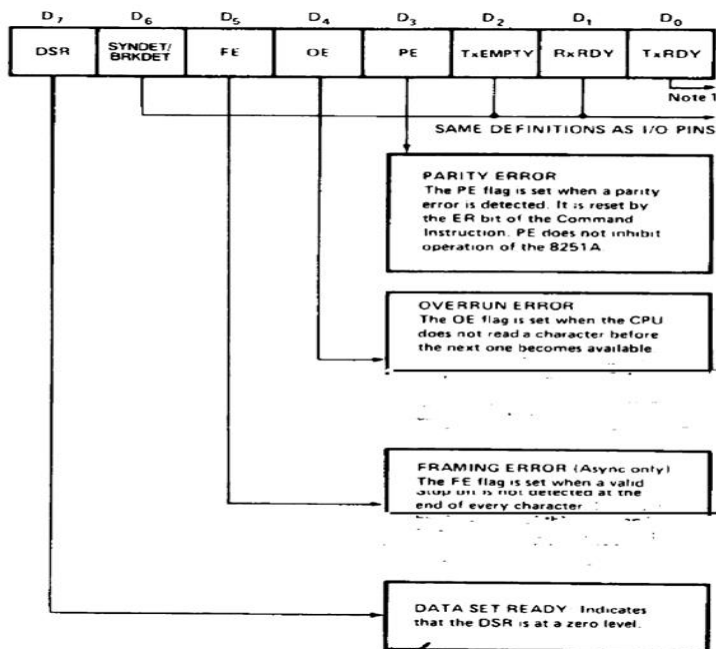 D7 D6 D5 D4 D3 D2 D1 D0
DSR SYNDET/ BRKDET FE OE PE TxEMPTY RxRDY TxRDY
Note 1
SAME DEFINITIONS AS I/O PINS
PARITY ERROR
The PE flag is set when a parity
error is detected. It is reset by
the ER bit of the Command
Instruction. PE does not inhibit
operation of the 8251A
OVERRUN ERROR
The OE flag is set when the CPU
does not read a character before
the next one becomes available
FRAMING ERROR (Async only)
The FE flag is set when a valid
Stop bit is not detected at the
end of every character
DATA SET READY Indicates
that the DSR is at a zero level.